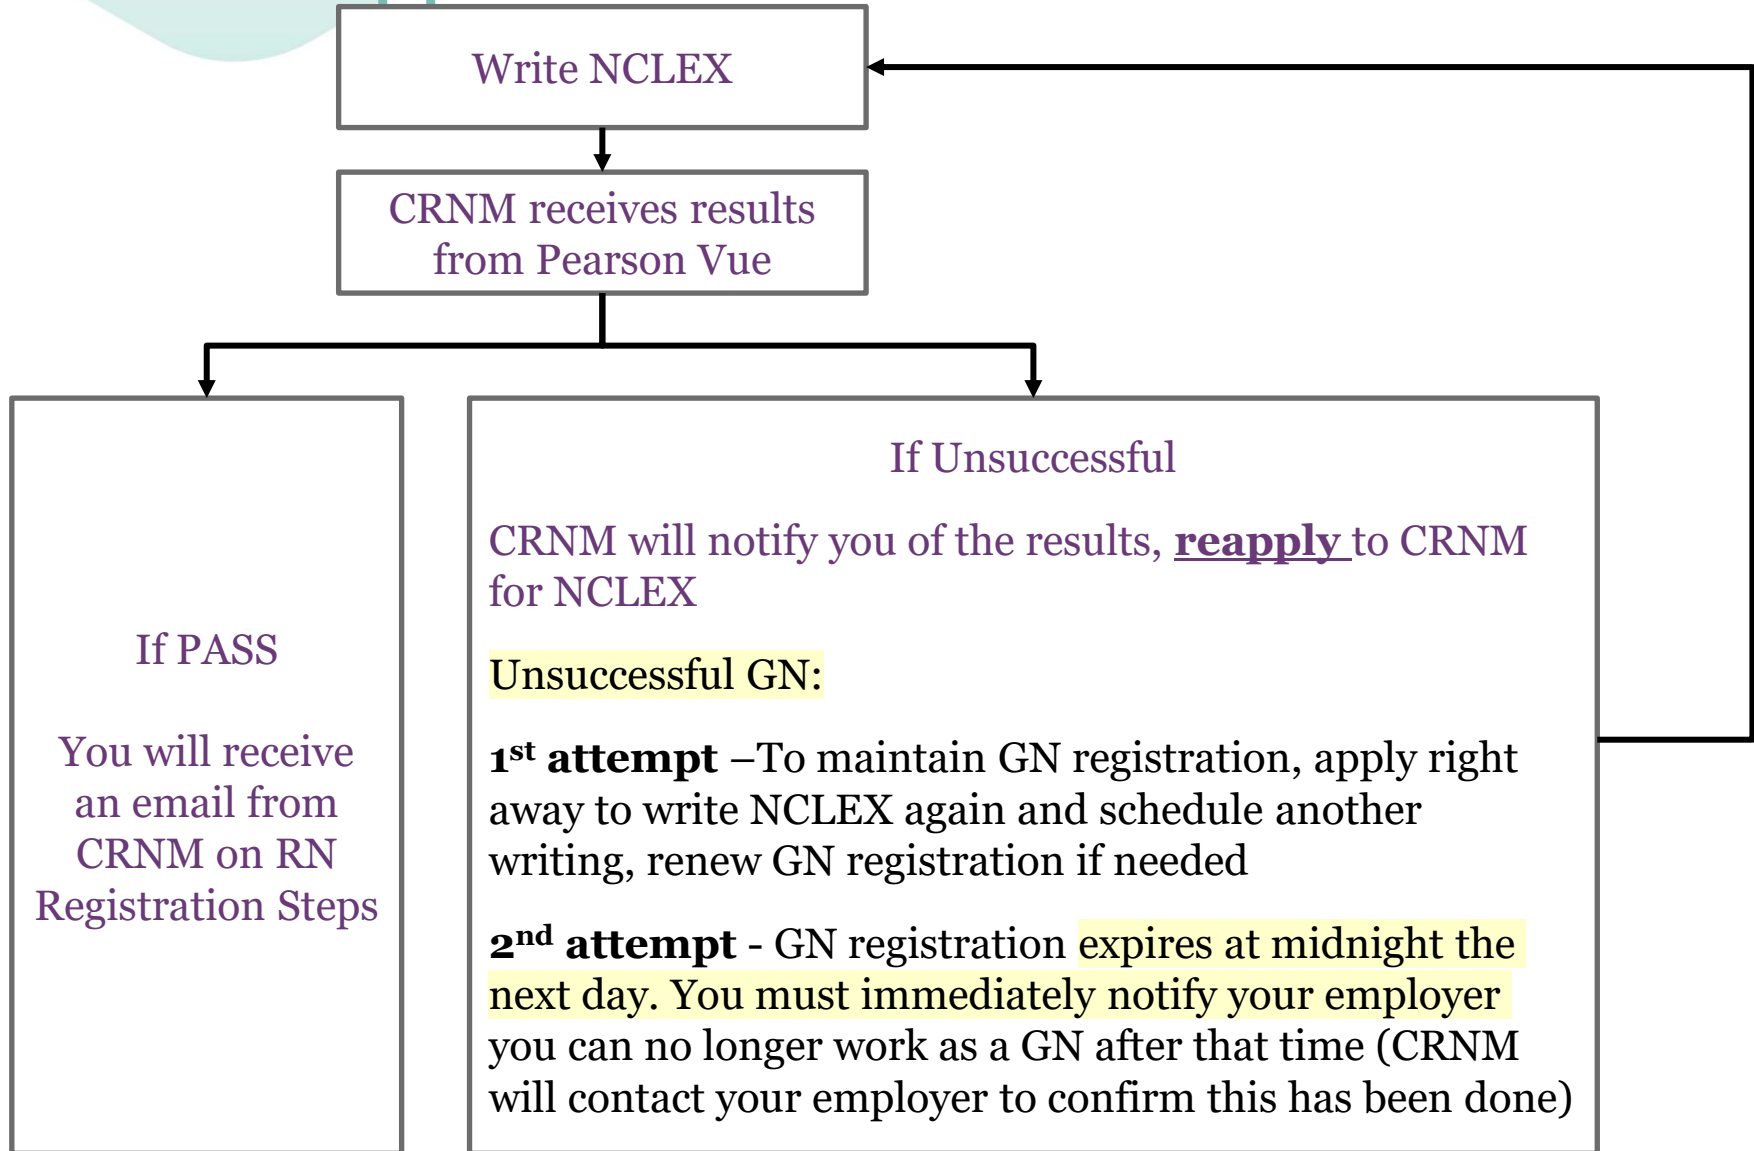 Write NCLEX
CRNM receives results
from Pearson Vue
If PASS
You will receive
an email from
CRNM on RN
Registration Steps
If Unsuccessful
CRNM will notify you of the results, reapply to CRNM
for NCLEX
Unsuccessful GN:
1st attempt –To maintain GN registration, apply right
away to write NCLEX again and schedule another
writing, renew GN registration if needed
2nd attempt - GN registration expires at midnight the
next day. You must immediately notify your employer
you can no longer work as a GN after that time (CRNM
will contact your employer to confirm this has been done)